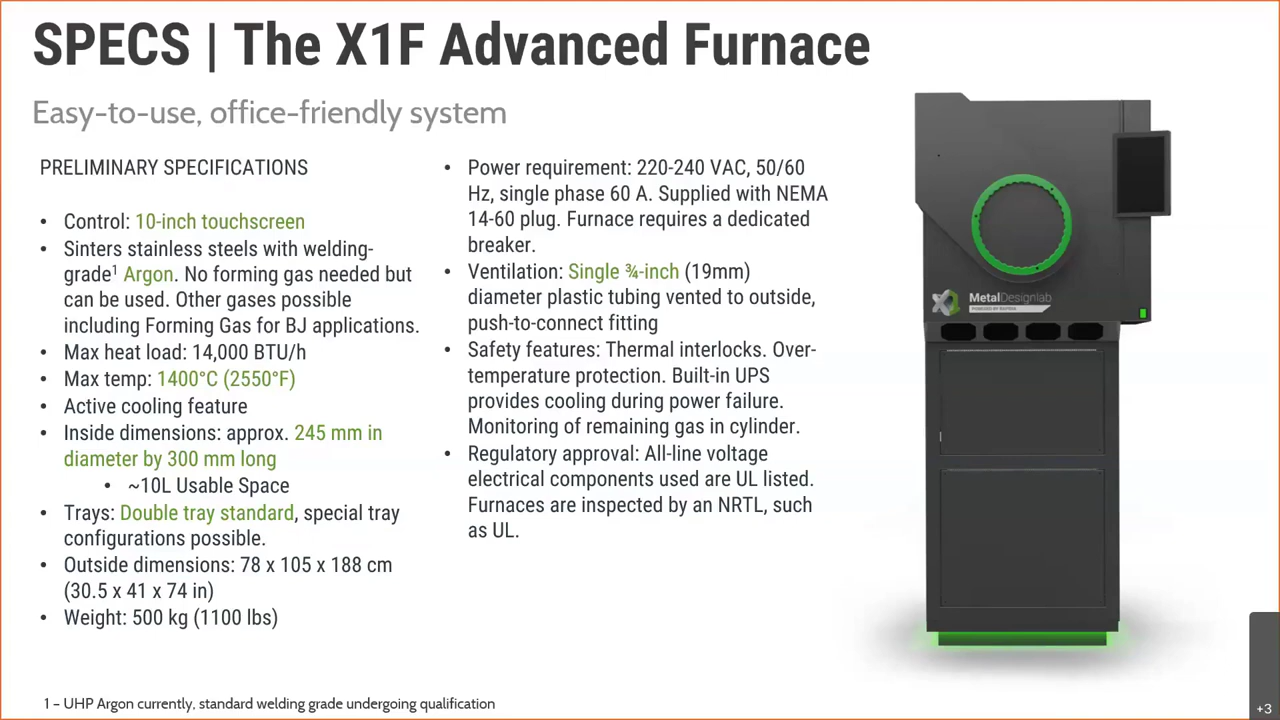 SPECS | The X1F Advanced Furnace
Easy-to-use, office-friendly system
PRELIMINARY SPECIFICATIONS
• Control: 10-inch touchscreen
• Sinters stainless steels with welding-
grade¹ Argon. No forming gas needed but
can be used. Other gases possible
including Forming Gas for BJ applications.
• Max heat load: 14,000 BTU/h
• Max temp: 1400°C (2550°F)
• Active cooling feature
• Inside dimensions: approx. 245 mm in
diameter by 300 mm long
• ~10L Usable Space
• Trays: Double tray standard, special tray
configurations possible.
• Outside dimensions: 78 x 105 x 188 cm
(30.5 x 41 x 74 in)
• Weight: 500 kg (1100 lbs)
• Power requirement: 220-240 VAC, 50/60
Hz, single phase 60 A. Supplied with NEMA
14-60 plug. Furnace requires a dedicated
breaker.
• Ventilation: Single ¾-inch (19mm)
diameter plastic tubing vented to outside,
push-to-connect fitting
• Safety features: Thermal interlocks. Over-
temperature protection. Built-in UPS
provides cooling during power failure.
Monitoring of remaining gas in cylinder.
• Regulatory approval: All-line voltage
electrical components used are UL listed.
Furnaces are inspected by an NRTL, such
as UL.
MetalDesignlab
1 – UHP Argon currently, standard welding grade undergoing qualification
+3